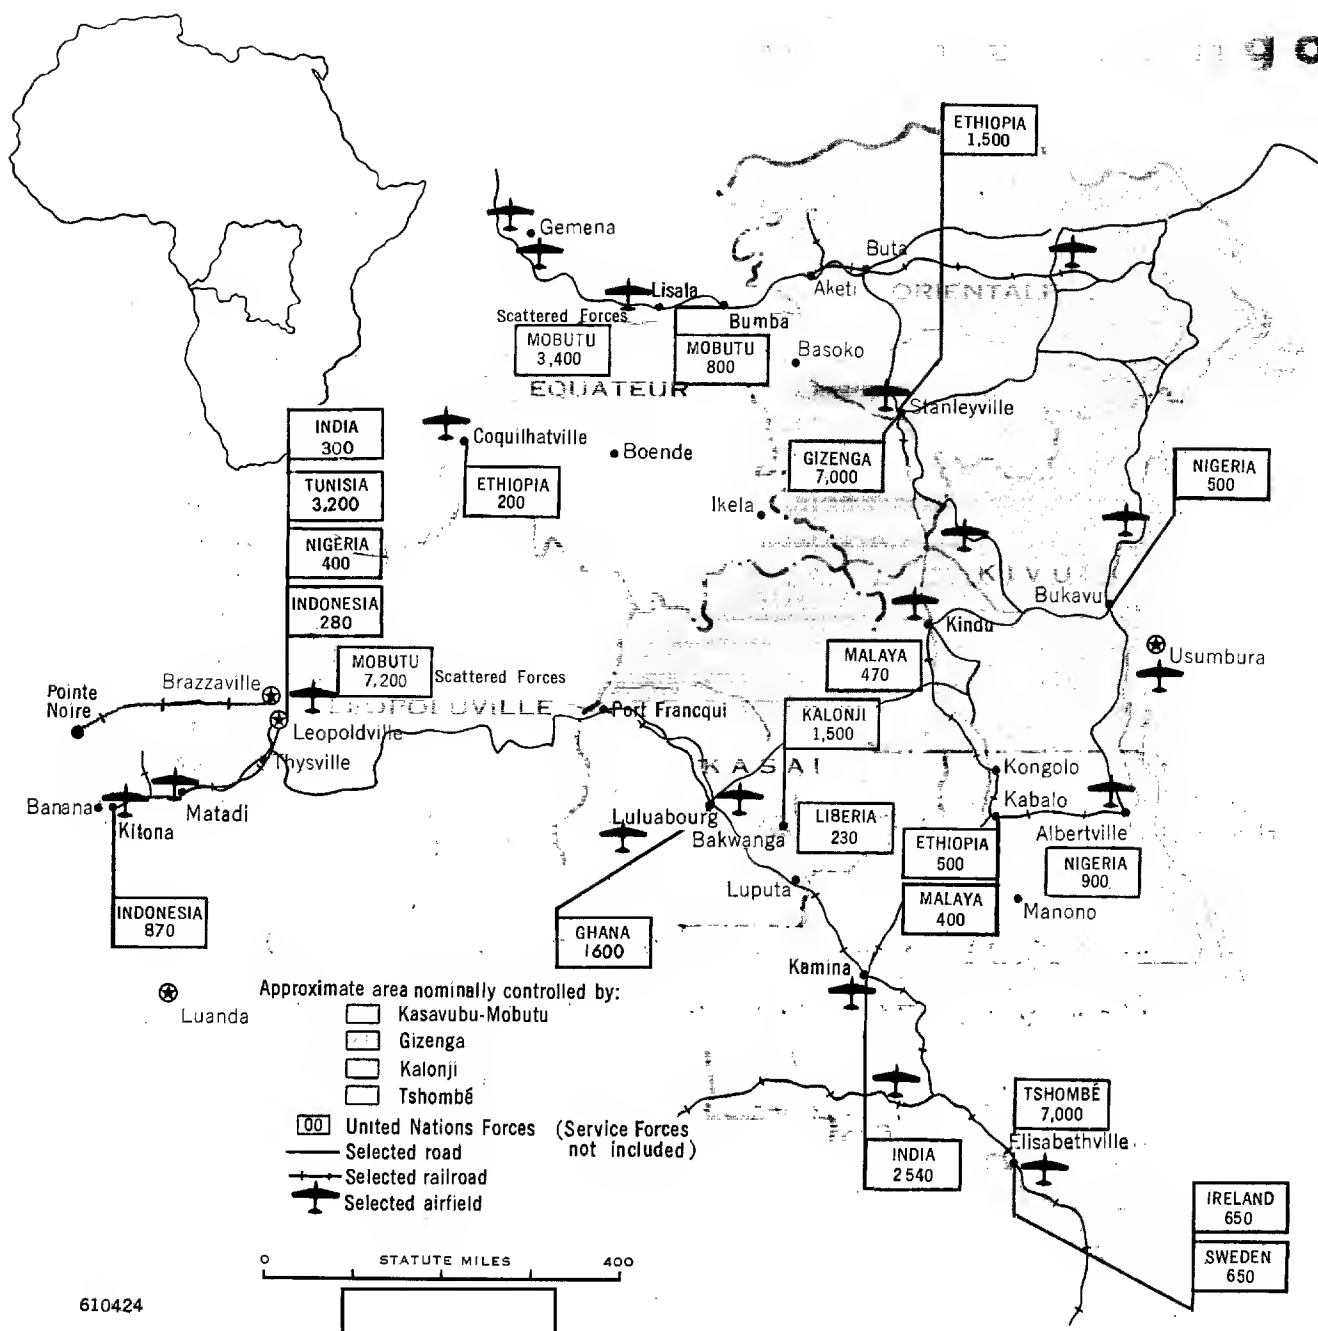 go
ETHIOPIA
1,500
Gemena
Buta
Aketi
ORIENTALE
Lisala
Bumba
Scattered Forces
MOBUTU
3,400
MOBUTU
800
Basoko
EQUATEUR
Stanleyville
INDIA
300
Coquilhatville
Boende
GIZENGA
7,000
NIGERIA
500
TUNISIA
3,200
ETHIOPIA
200
Ikela
NIGERIA
400
KIVU
INDONESIA
280
Bukavu
Kindu
MOBUTU
7,200
Scattered Forces
MALAYA
470
Usumbura
Brazzaville
Pointe
Noire
LEOPOLDVILLE
Port Francqui
KALONJI
1,500
Leopoldville
Thysville
KASAI
Kongolo
Banana
Kitona
Matadi
Luluabourg
Bakwanga
LIBERIA
230
Kabalo
Albertville
ETHIOPIA
500
NIGERIA
900
Luputa
MALAYA
400
Manono
INDONESIA
870
GHANA
1600
Kamina
Luanda
Approximate area nominally controlled by:
Kasavubu-Mobutu
Gizenga
Kalonji
Tshombé
00 United Nations Forces (Service Forces
not included)
Selected road
Selected railroad
Selected airfield
TSHOMBÉ
7,000
Elisabethville
INDIA
2540
IRELAND
650
SWEDEN
650
0 STATUTE MILES 400
610424